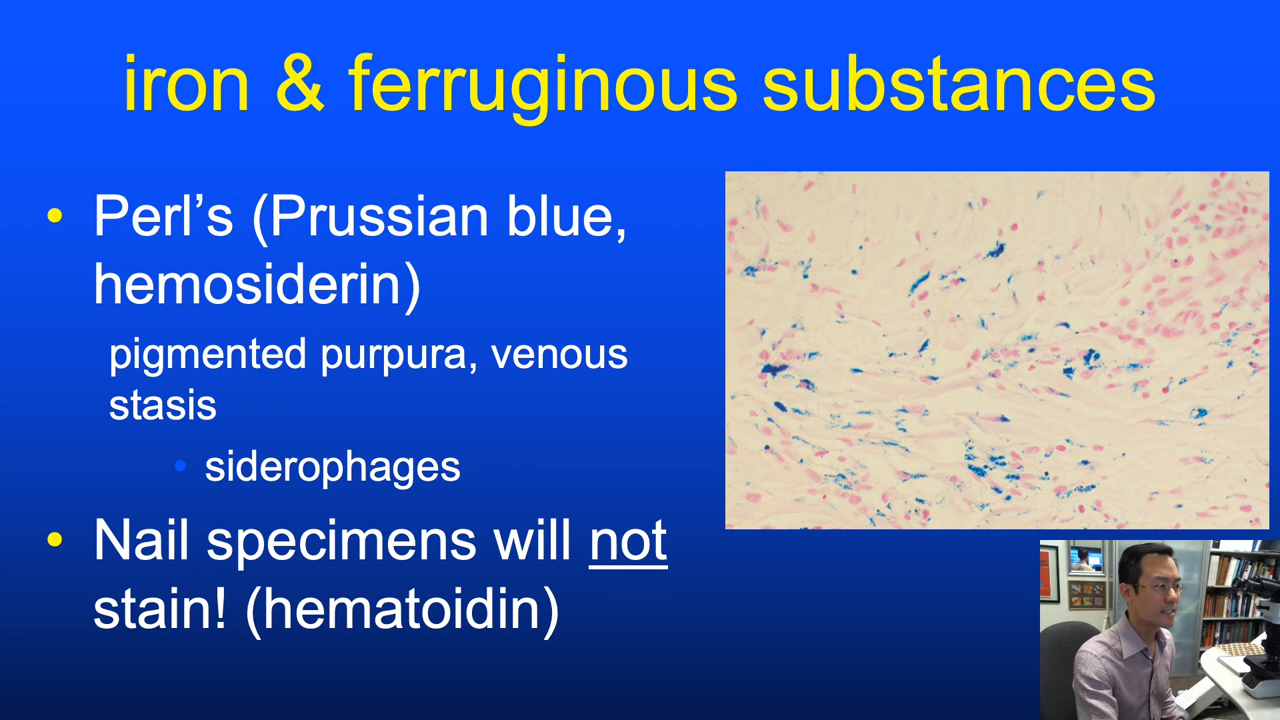 iron & ferruginous substances
• Perl’s (Prussian blue,
hemosiderin)
pigmented purpura, venous
stasis
• siderophages
• Nail specimens will not
stain! (hematoidin)